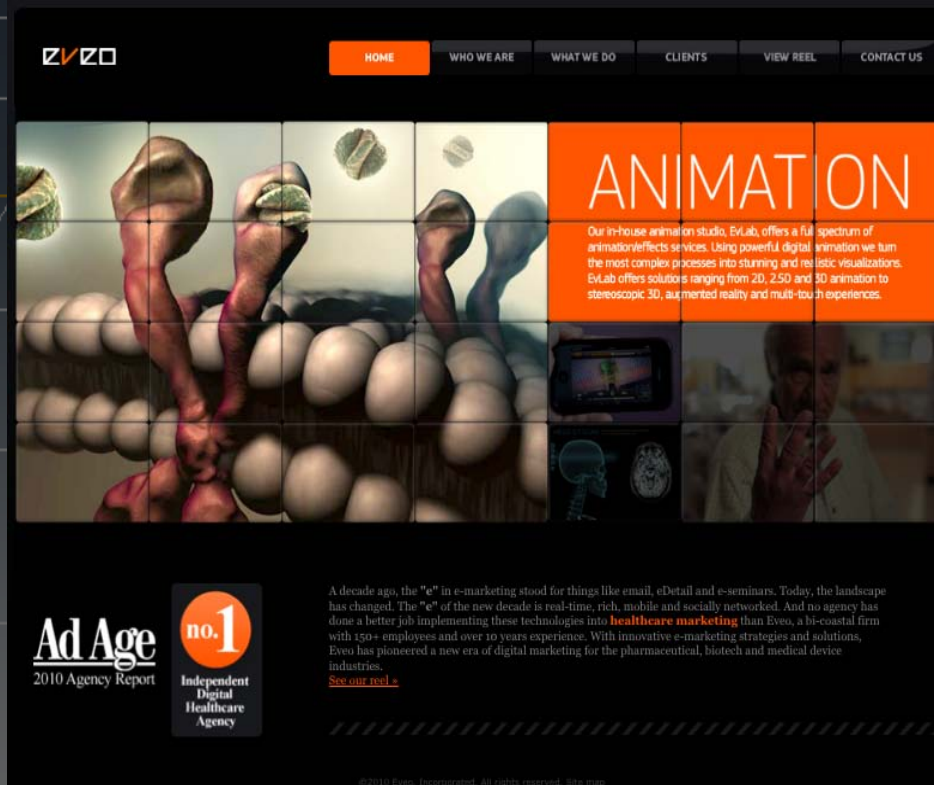 eveo
HOME WHO WE ARE WHAT WE DO CLIENTS VIEW REEL CONTACT US
ANIMATION
Our in-house animation studio, EvLab, offers a full spectrum of
animation/effects services. Using powerful digital animation we turn
the most complex processes into stunning and realistic visualizations.
EvLab offers solutions ranging from 2D, 2.5D and 3D animation to
stereoscopic 3D, augmented reality and multi-touch experiences.
A decade ago, the "e" in e-marketing stood for things like email, eDetail and e-seminars. Today, the landscape
has changed. The "e" of the new decade is real-time, rich, mobile and socially networked. And no agency has
done a better job implementing these technologies into healthcare marketing than Eveo, a bi-coastal firm
with 150+ employees and over 10 years experience. With innovative e-marketing strategies and solutions,
Eveo has pioneered a new era of digital marketing for the pharmaceutical, biotech and medical device
industries.
See our reel »
Ad Age
2010 Agency Report
no.1
Independent
Digital
Healthcare
Agency
©2010 Eveo, Incorporated. All rights reserved. Site map